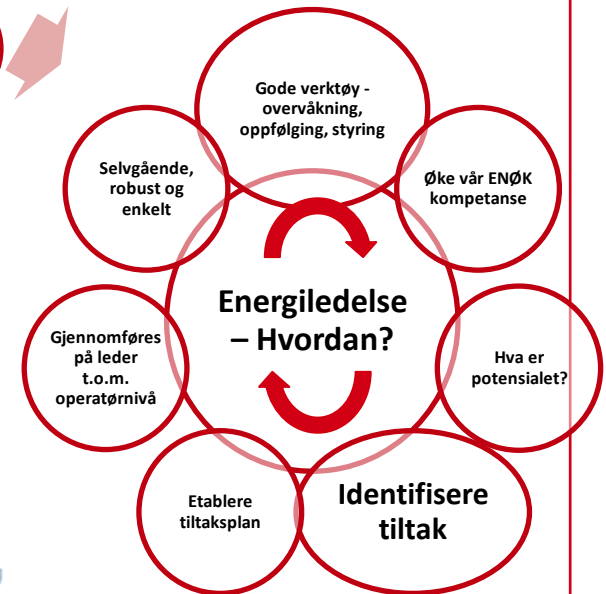 Gode verktøy -
overvåkning,
oppfølging, styring
Selvgående,
robust og
enkelt
Øke vår ENØK
kompetanse
Energiledelse
– Hvordan?
Gjennomføres
på leder
t.o.m.
operatørnivå
Hva er
potensialet?
Etablere
tiltaksplan
Identifisere
tiltak